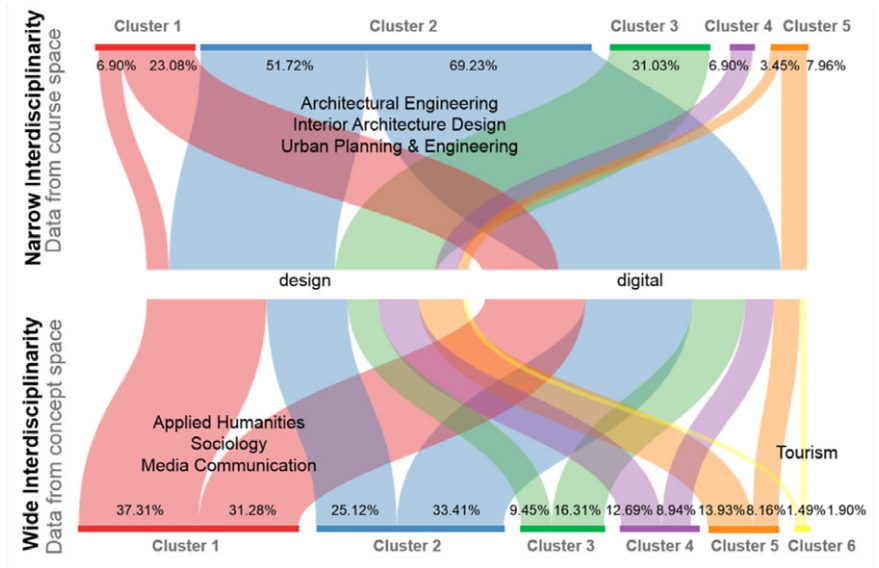 Cluster 1
Cluster 2
Cluster 3
Cluster 4
Cluster 5
6.90%
23.08%
51.72%
69.23%
31.03%
6.90%
3.45%
7.96%
Architectural Engineering
Interior Architecture Design
Urban Planning & Engineering
Narrow Interdisciplinarity
Data from course space
design
digital
Wide Interdisciplinarity
Data from concept space
Applied Humanities
Sociology
Media Communication
Tourism
37.31%
31.28%
25.12%
33.41%
9.45%
16.31%
12.69%
8.94%
13.93%
8.16%
1.49%
1.90%
Cluster 1
Cluster 2
Cluster 3
Cluster 4
Cluster 5
Cluster 6